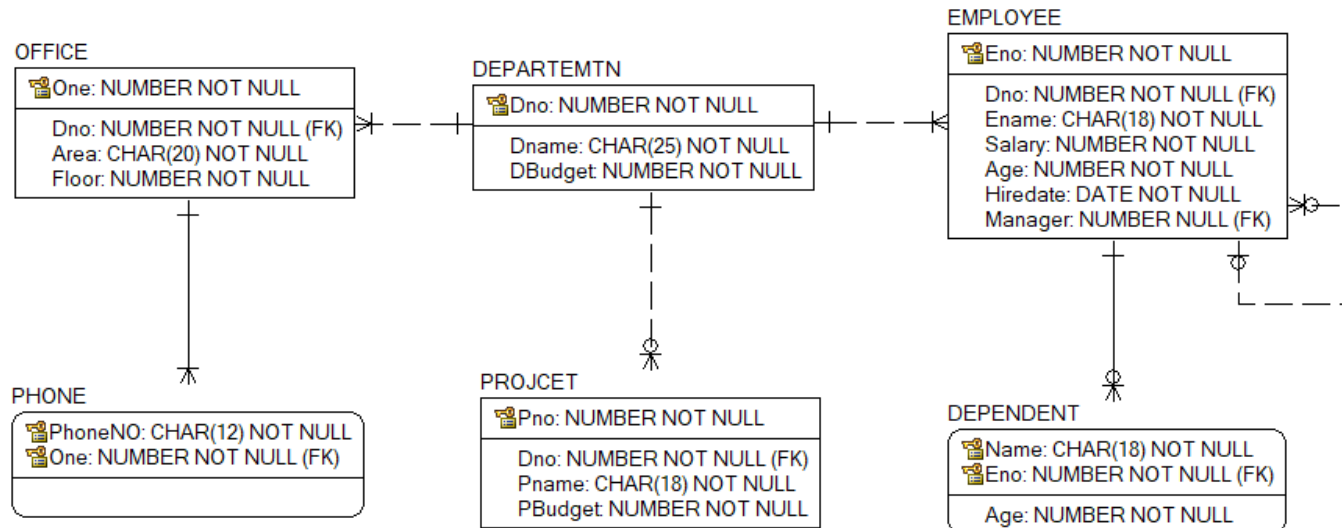 OFFICE
One: NUMBER NOT NULL
Dno: NUMBER NOT NULL (FK)
Area: CHAR(20) NOT NULL
Floor: NUMBER NOT NULL
DEPARTEMTN
Dno: NUMBER NOT NULL
Dname: CHAR(25) NOT NULL
DBudget: NUMBER NOT NULL
EMPLOYEE
Eno: NUMBER NOT NULL
Dno: NUMBER NOT NULL (FK)
Ename: CHAR(18) NOT NULL
Salary: NUMBER NOT NULL
Age: NUMBER NOT NULL
Hiredate: DATE NOT NULL
Manager: NUMBER NULL (FK)
PHONE
PhoneNO: CHAR(12) NOT NULL
One: NUMBER NOT NULL (FK)
PROJCET
Pno: NUMBER NOT NULL
Dno: NUMBER NOT NULL (FK)
Pname: CHAR(18) NOT NULL
PBudget: NUMBER NOT NULL
DEPENDENT
Name: CHAR(18) NOT NULL
Eno: NUMBER NOT NULL (FK)
Age: NUMBER NOT NULL